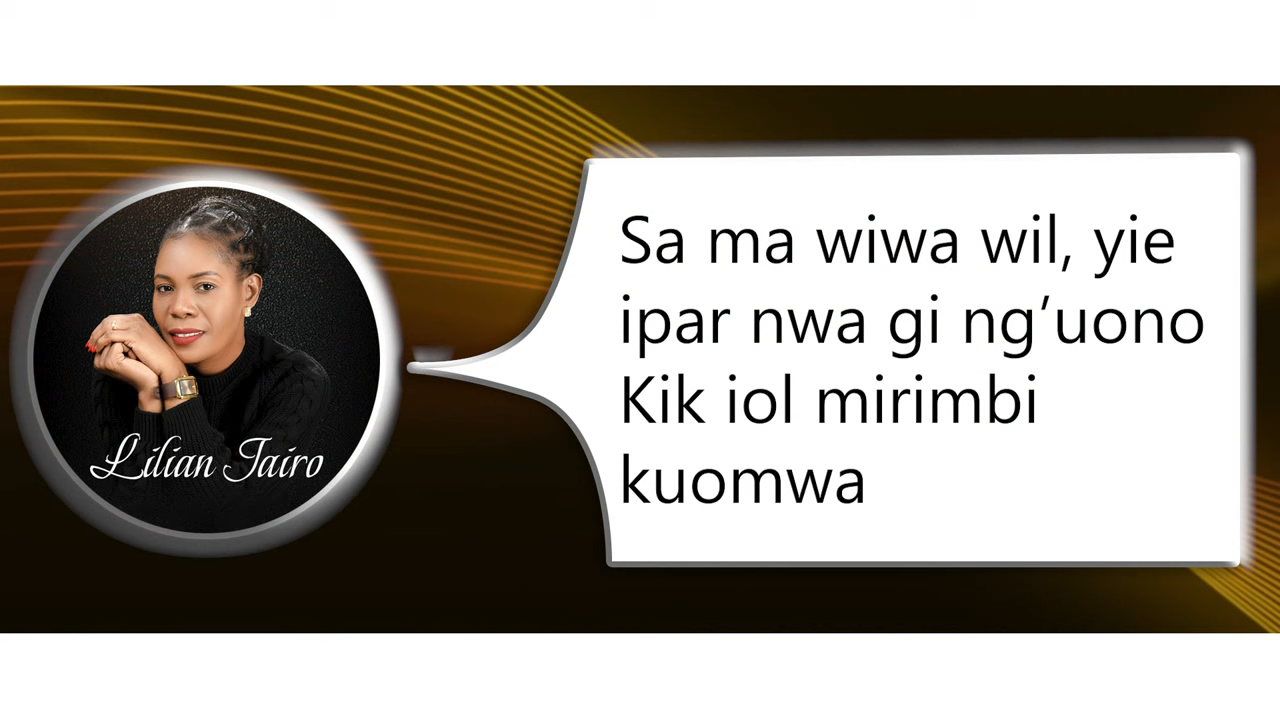 Lilian Jairo
Sa ma wiwa wil, yie
ipar nwa gi ng’uono
Kik iol mirimbi
kuomwa